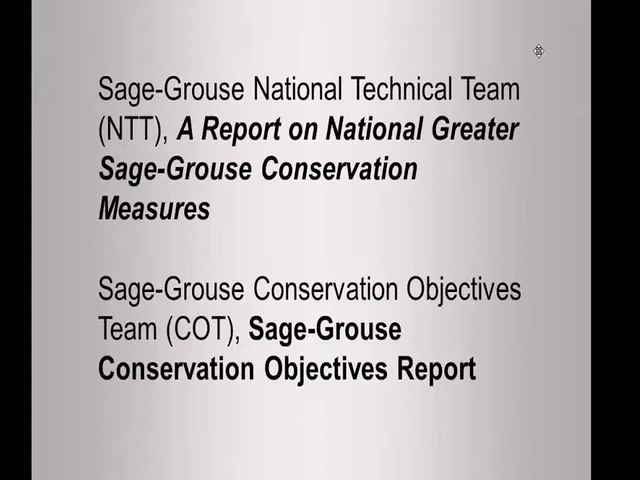 Sage-Grouse National Technical Team
(NTT), A Report on National Greater
Sage-Grouse Conservation
Measures
Sage-Grouse Conservation Objectives
Team (COT), Sage-Grouse
Conservation Objectives Report